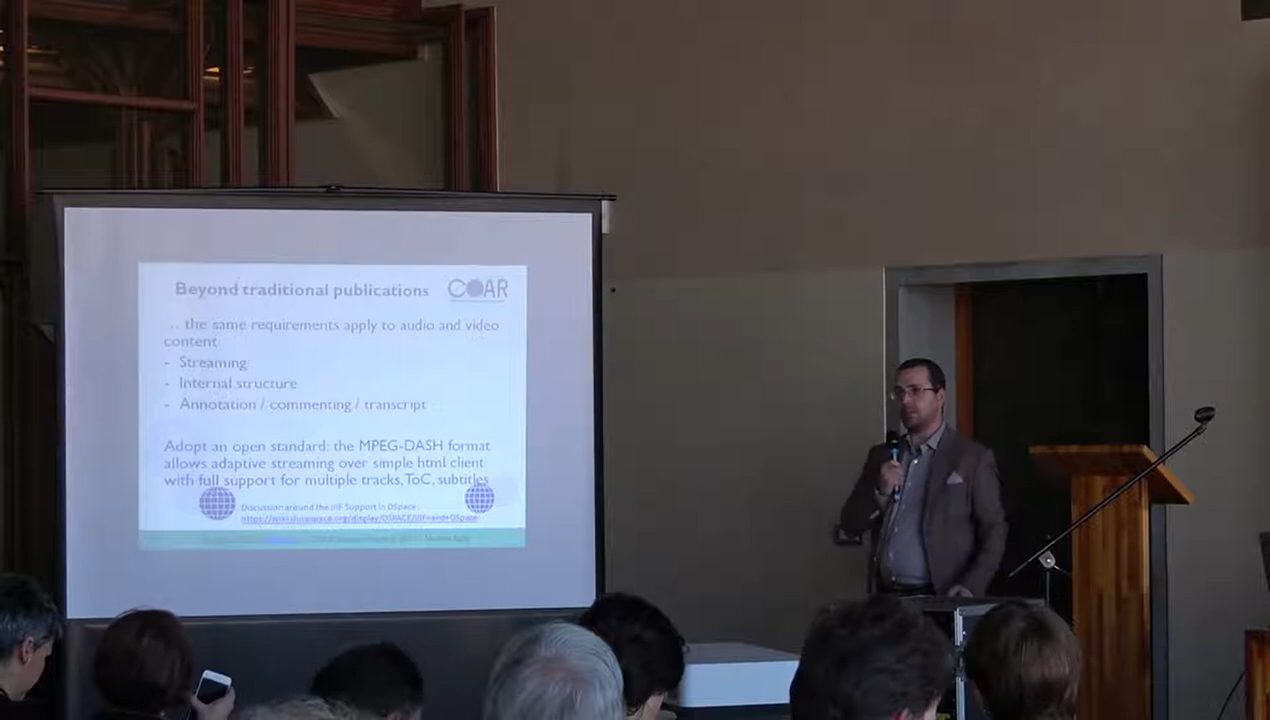 Beyond traditional publications
COAR
.. the same requirements apply to audio and video
content
- Streaming
- Internal structure
- Annotation / commenting / transcript
Adopt an open standard: the MPEG-DASH format
allows adaptive streaming over simple html client
with full support for multiple tracks, ToC, subtitles
Discussion around the IIIF Support in DSpace
https://wiki.duraspace.org/display/DSPACE/IIIF+and+DSpace